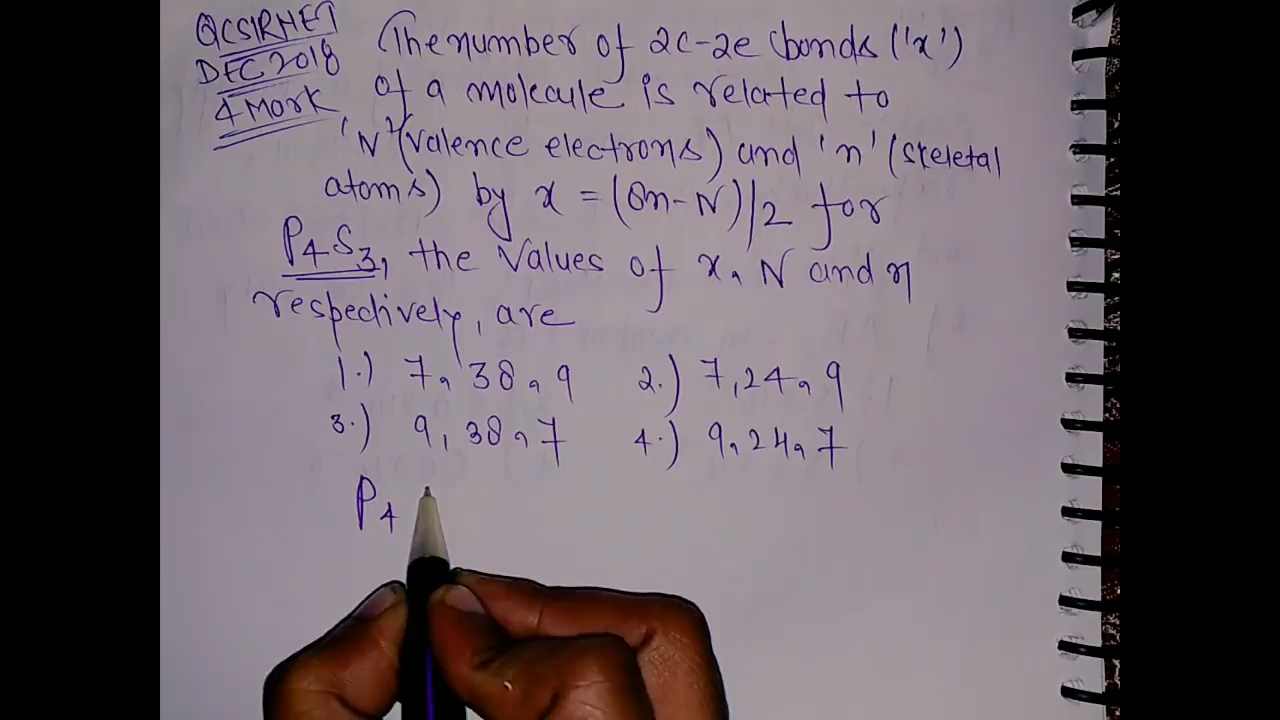 QCSIRNET
DEC 2018
4 Mark
The number of 2c-2e bonds ('x')
of a molecule is related to
'N' (valence electrons) and 'n' (skeletal
atoms) by x = (8n-N)/2 for
P4S3, the values of x, N and n
respectively, are
1.) 7, 38, 9 2.) 7, 24, 9
3.) 9, 38, 7 4.) 9, 24, 7
P4